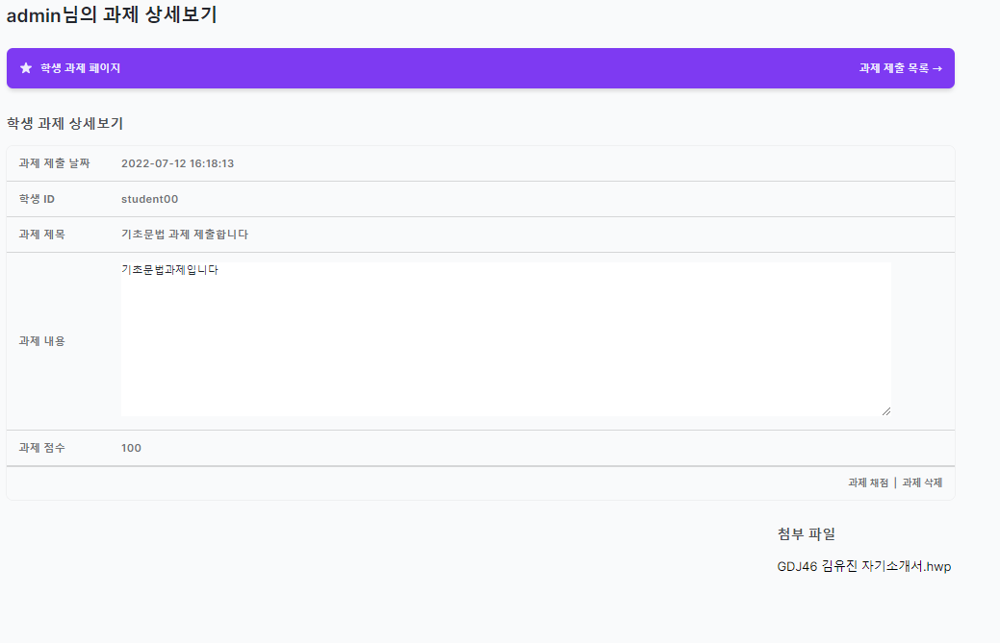 admin님의 과제 상세보기
★ 학생 과제 페이지 과제 제출 목록 →
학생 과제 상세보기
과제 제출 날짜 2022-07-12 16:18:13
학생 ID student00
과제 제목 기초문법 과제 제출합니다
기초문법과제입니다
과제 내용
과제 점수 100
과제 채점 | 과제 삭제
첨부 파일
GDJ46 김유진 자기소개서.hwp